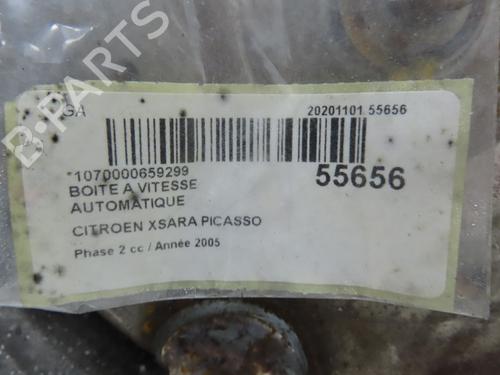 GA
20201101 55656
*1070000659299
55656
BOITE A VITESSE
AUTOMATIQUE
CITROEN XSARA PICASSO
Phase 2 cc / Année 2005
B-PARTS